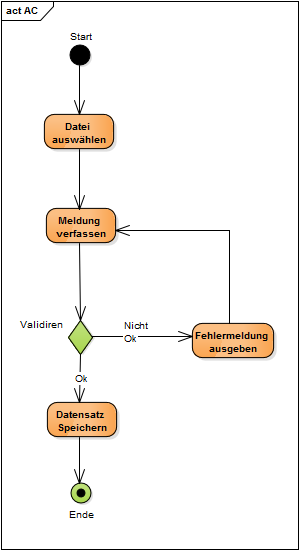 act AC
Start
Datei
auswählen
Meldung
verfassen
Validiren
Nicht
Ok
Fehlermeldung
ausgeben
Ok
Datensatz
Speichern
Ende